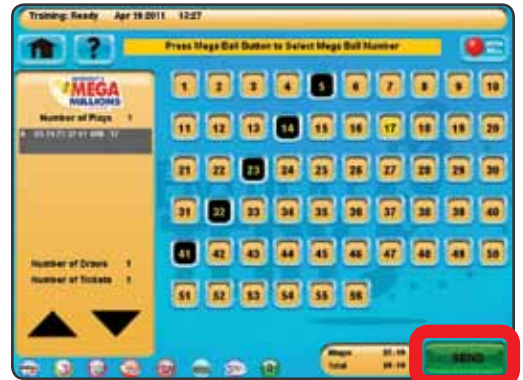 Training: Ready Apr 16 2011 12:27
?
Press Mega Ball Button to Select Mega Ball Number
MEGA
MILLIONS
Number of Plays 1
1 2 3 4 5 6 7 8 9 10
11 12 13 14 15 16 17 18 19 20
21 22 23 24 25 26 27 28 29 30
31 32 33 34 35 36 37 38 39 40
41 42 43 44 45 46 47 48 49 50
51 52 53 54 55 56
Number of Draws 1
Number of Tickets 1
Total
SEND